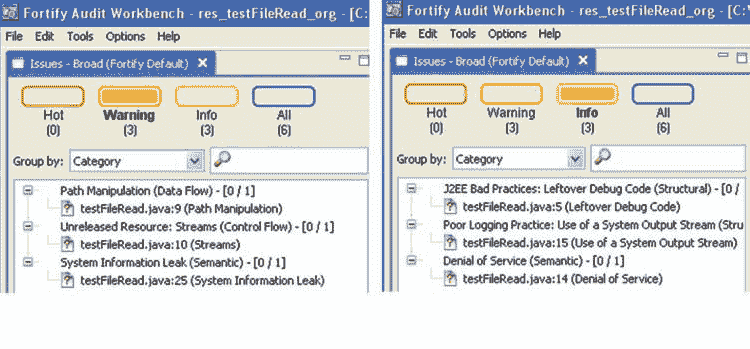 Fortify Audit Workbench - res_testFileRead_org - [C:
File Edit Tools Options Help
Issues - Broad (Fortify Default)
Hot Warning Info All
(0) (3) (3) (6)
Group by: Category
Path Manipulation (Data Flow) - [0 / 1]
testFileRead.java:9 (Path Manipulation)
Unreleased Resource: Streams (Control Flow) - [0 / 1]
testFileRead.java:10 (Streams)
System Information Leak (Semantic) - [0 / 1]
testFileRead.java:25 (System Information Leak)
Fortify Audit Workbench - res_testFileRead_org - [C:\
File Edit Tools Options Help
Issues - Broad (Fortify Default)
Hot Warning Info All
(0) (3) (3) (6)
Group by: Category
J2EE Bad Practices: Leftover Debug Code (Structural) - [0 /
testFileRead.java:5 (Leftover Debug Code)
Poor Logging Practice: Use of a System Output Stream (Stru
testFileRead.java:15 (Use of a System Output Stream)
Denial of Service (Semantic) - [0 / 1]
testFileRead.java:14 (Denial of Service)